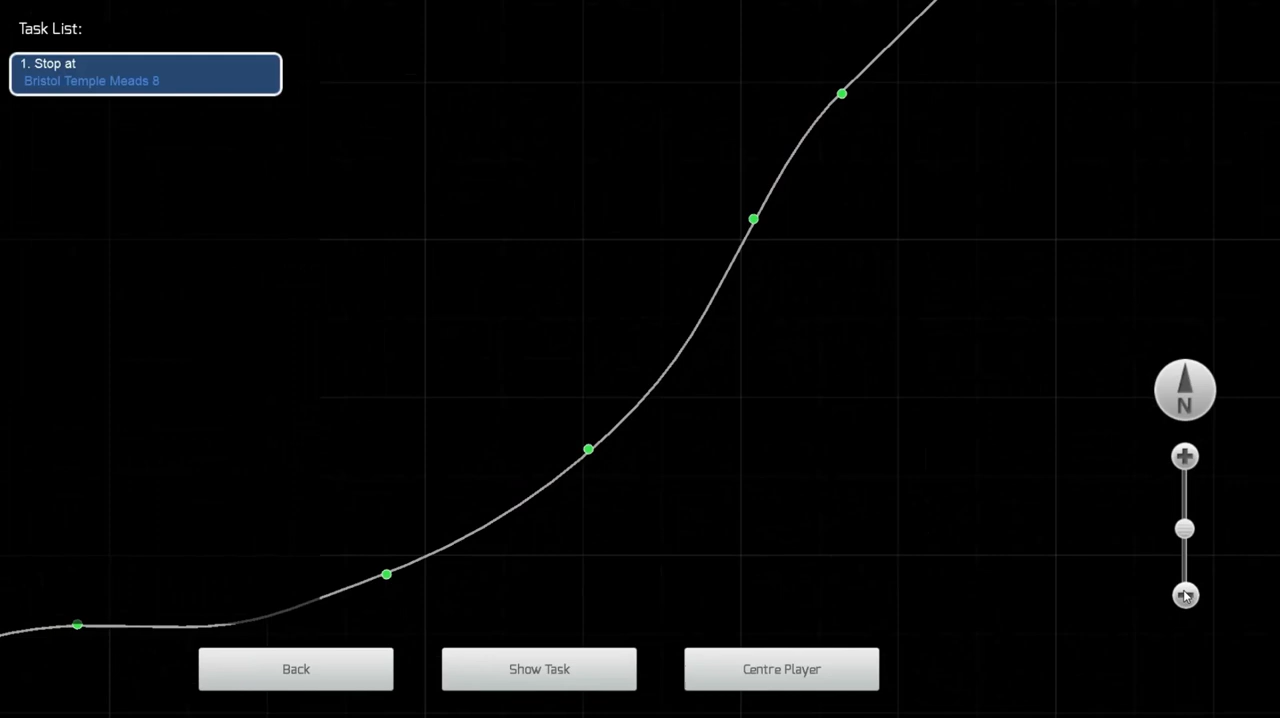 Task List:
1. Stop at
Bristol Temple Meads 8
N
Back
Show Task
Centre Player